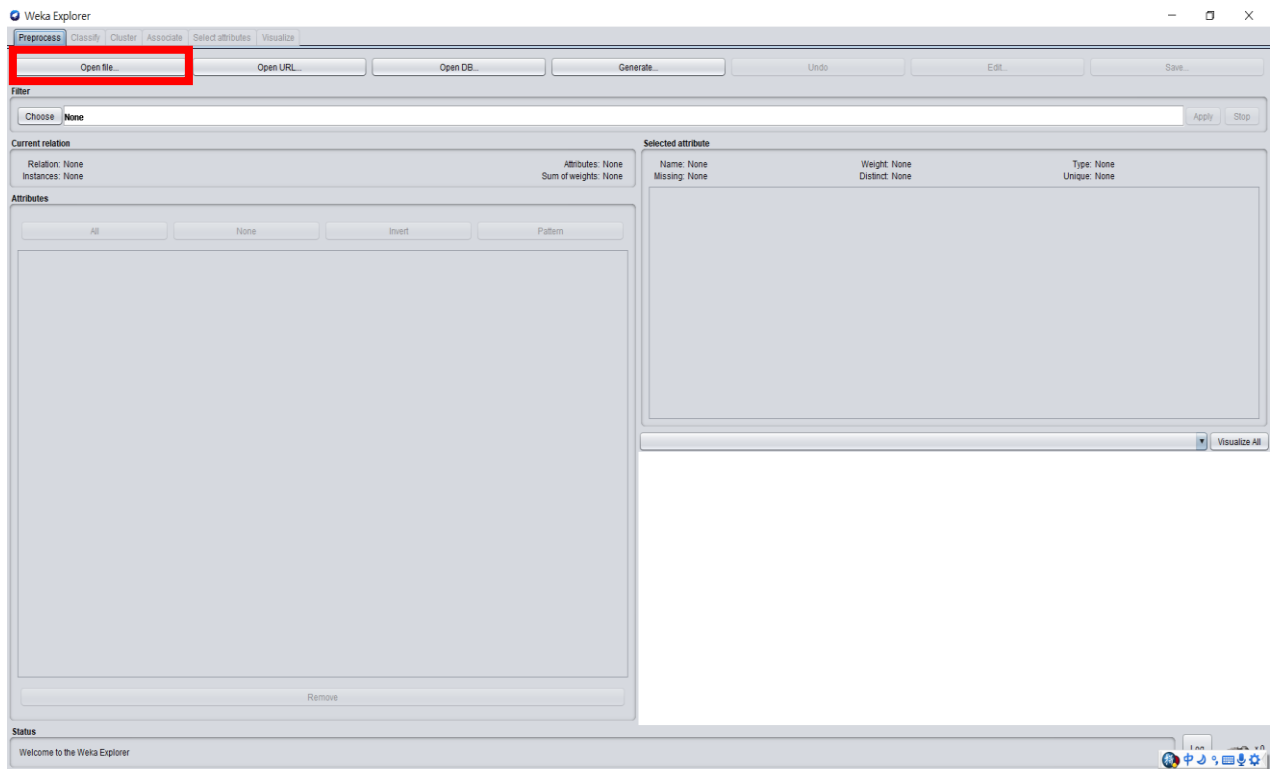 Weka Explorer
Preprocess Classify Cluster Associate Select attributes Visualize
Open file... Open URL... Open DB... Generate... Undo Edit... Save...
Filter
Choose None Apply Stop
Current relation
Relation: None Attributes: None
Instances: None Sum of weights: None
Selected attribute
Name: None Weight: None Type: None
Missing: None Distinct: None Unique: None
Attributes
All None Invert Pattern
Visualize All
Remove
Status
Welcome to the Weka Explorer
Log x 0
中